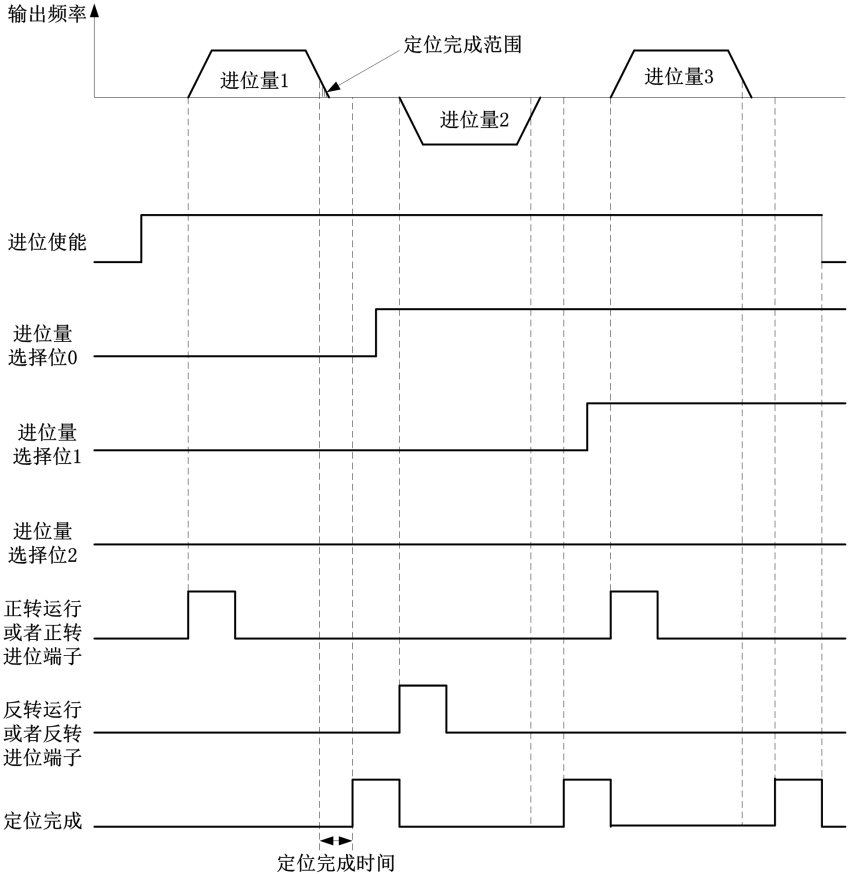 输出频率
定位完成范围
进位量1
进位量2
进位量3
进位使能
进位量
选择位0
进位量
选择位1
进位量
选择位2
正转运行
或者正转
进位端子
反转运行
或者反转
进位端子
定位完成
定位完成时间